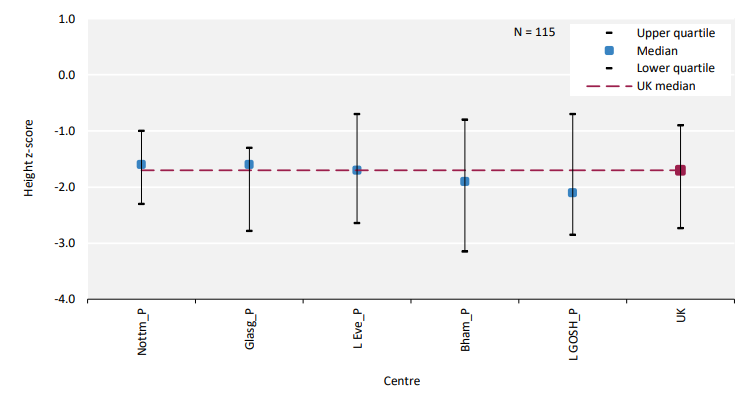 1.0
N = 115
Upper quartile
Median
Lower quartile
UK median
0.0
-1.0
-2.0
-3.0
-4.0
Height z-score
Nottm_P
Glasg_P
L Eve_P
Bham_P
L GOSH_P
UK
Centre